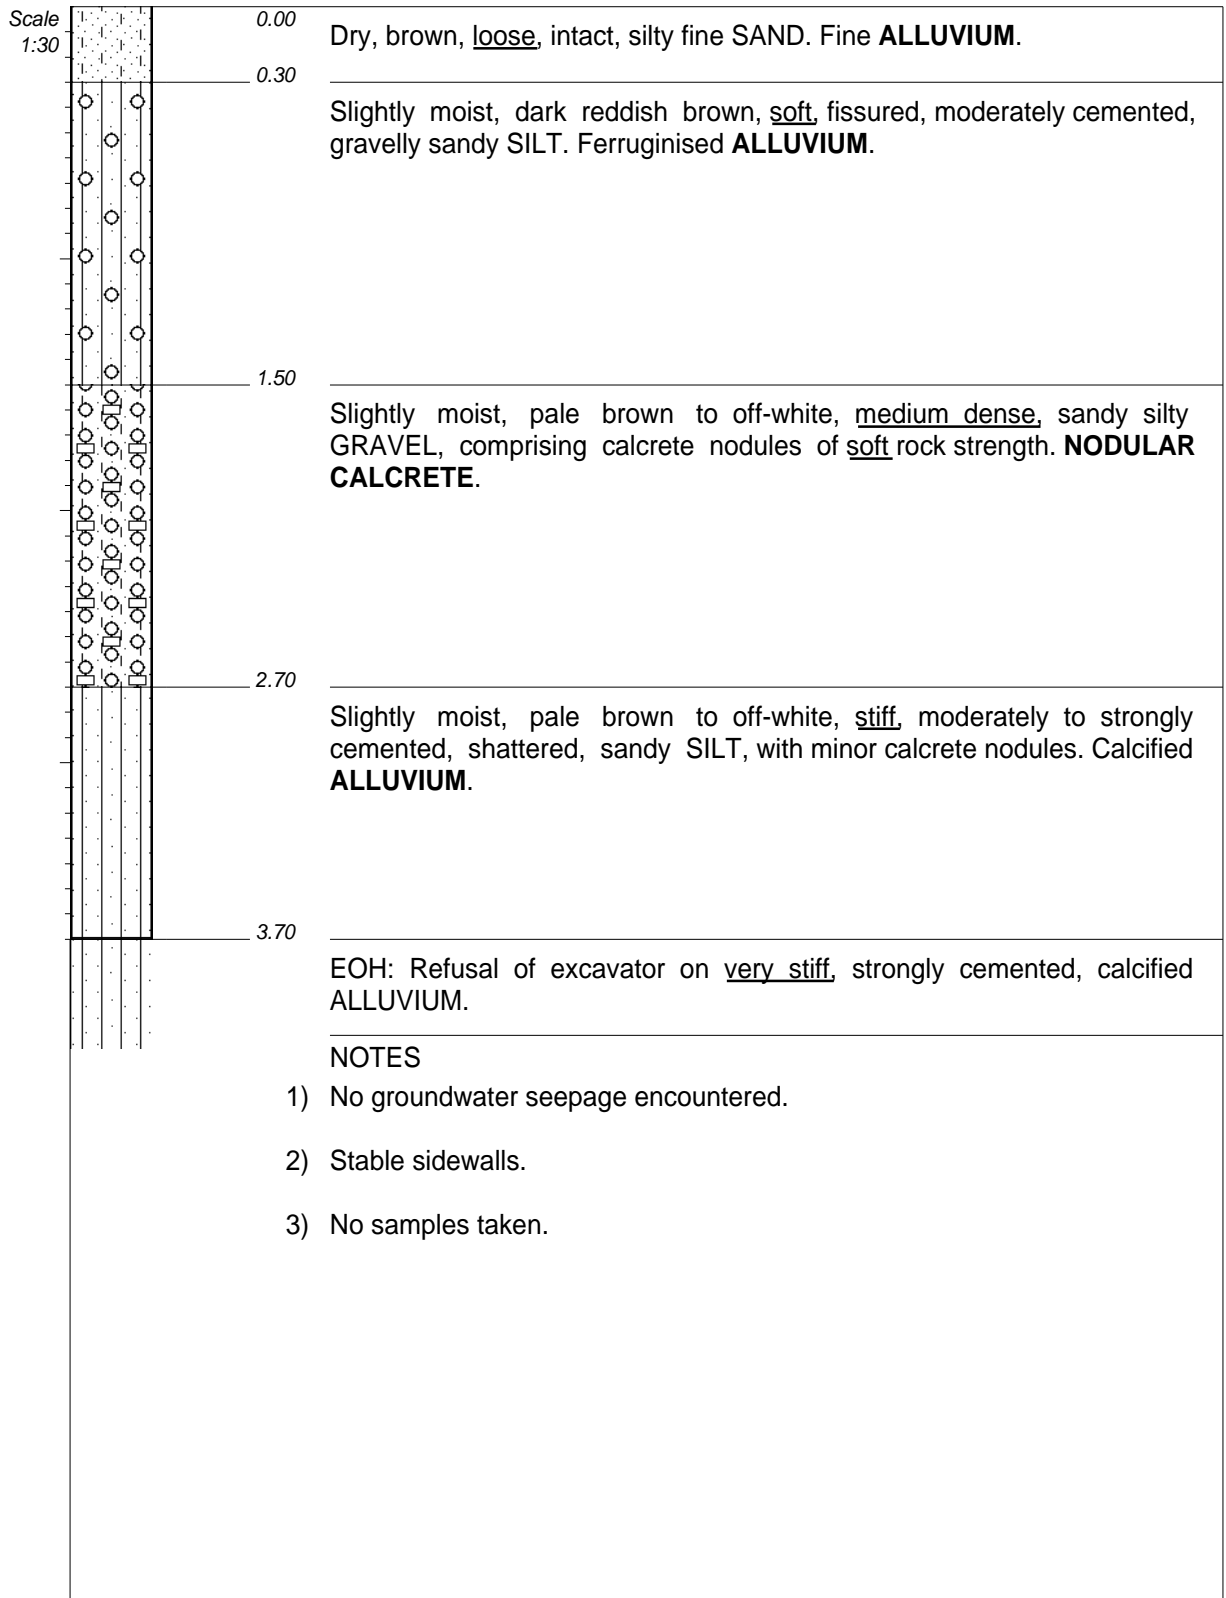 Scale
1:30
0.00
Dry, brown, loose, intact, silty fine SAND. Fine ALLUVIUM.
0.30
Slightly moist, dark reddish brown, soft, fissured, moderately cemented,
gravelly sandy SILT. Ferruginised ALLUVIUM.
1.50
Slightly moist, pale brown to off-white, medium dense, sandy silty
GRAVEL, comprising calcrete nodules of soft rock strength. NODULAR
CALCRETE.
2.70
Slightly moist, pale brown to off-white, stiff, moderately to strongly
cemented, shattered, sandy SILT, with minor calcrete nodules. Calcified
ALLUVIUM.
3.70
EOH: Refusal of excavator on very stiff, strongly cemented, calcified
ALLUVIUM.
NOTES
1) No groundwater seepage encountered.
2) Stable sidewalls.
3) No samples taken.